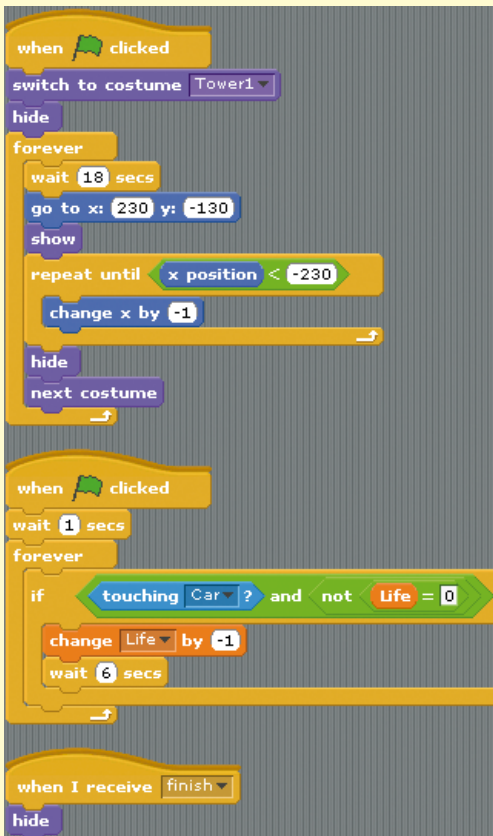 when clicked
switch to costume Tower1
hide
forever
wait 18 secs
go to x: 230 y: -130
show
repeat until x position < -230
change x by -1
hide
next costume
when clicked
wait 1 secs
forever
if touching Car ? and not Life = 0
change Life by -1
wait 6 secs
when I receive finish
hide